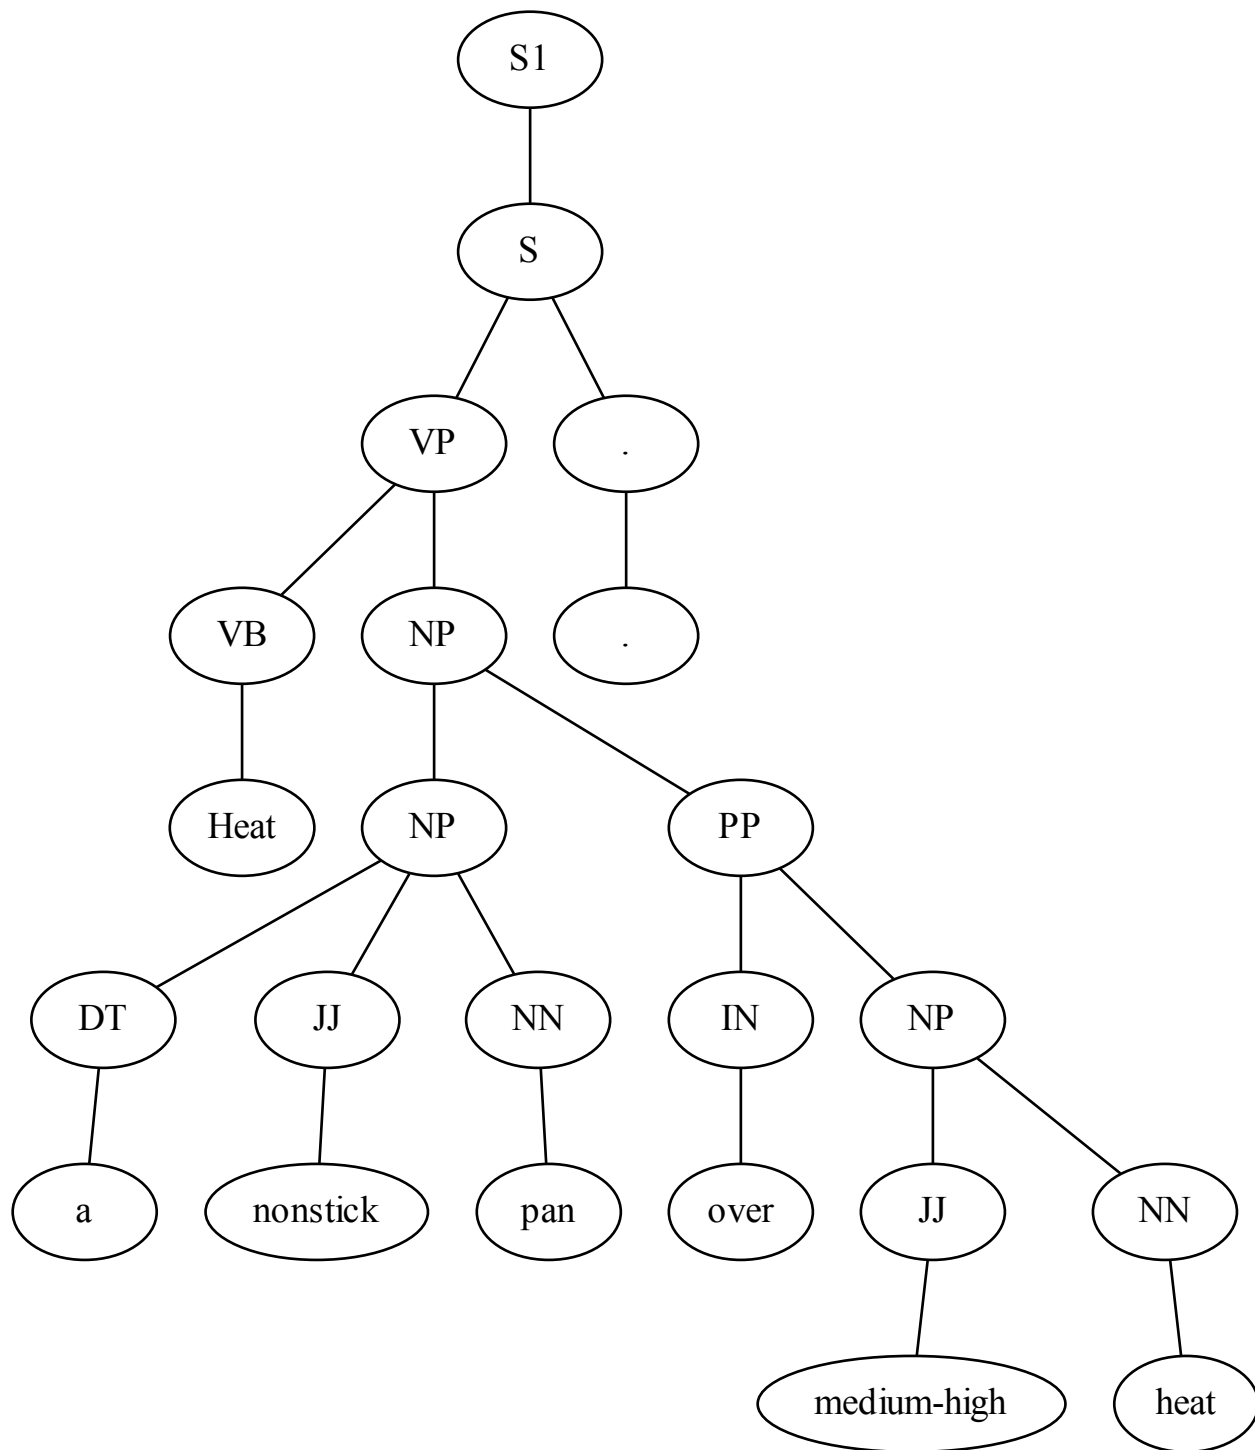 S1
S
VP .
VB NP .
Heat NP PP
DT JJ NN IN NP
a nonstick pan over JJ NN
medium-high heat